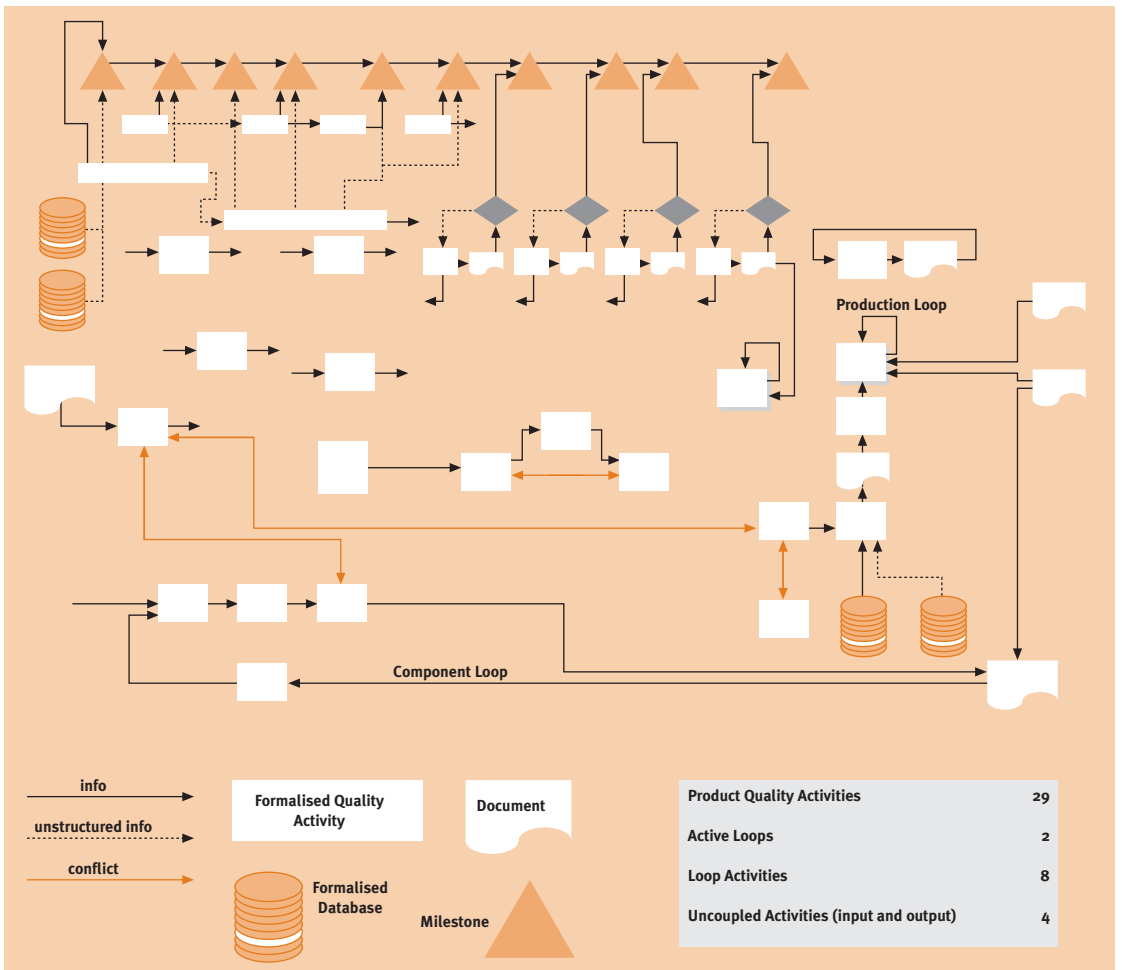 Production Loop
Component Loop
info
unstructured info
conflict
Formalised Quality
Activity
Document
Formalised
Database
Milestone
Product Quality Activities 29
Active Loops 2
Loop Activities 8
Uncoupled Activities (input and output) 4